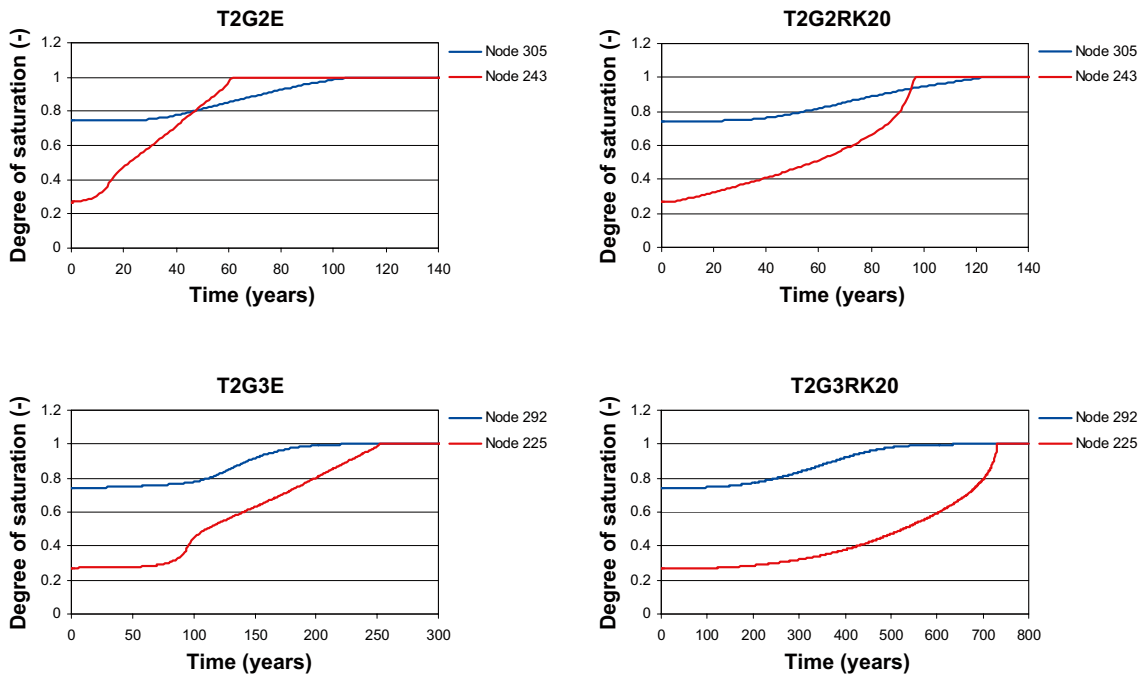 T2G2E
Degree of saturation (-)
1.2
1
0.8
0.6
0.4
0.2
0
0 20 40 60 80 100 120 140
Time (years)
Node 305
Node 243
T2G2RK20
Degree of saturation (-)
1.2
1
0.8
0.6
0.4
0.2
0
0 20 40 60 80 100 120 140
Time (years)
Node 305
Node 243
T2G3E
Degree of saturation (-)
1.2
1
0.8
0.6
0.4
0.2
0
0 50 100 150 200 250 300
Time (years)
Node 292
Node 225
T2G3RK20
Degree of saturation (-)
1.2
1
0.8
0.6
0.4
0.2
0
0 100 200 300 400 500 600 700 800
Time (years)
Node 292
Node 225